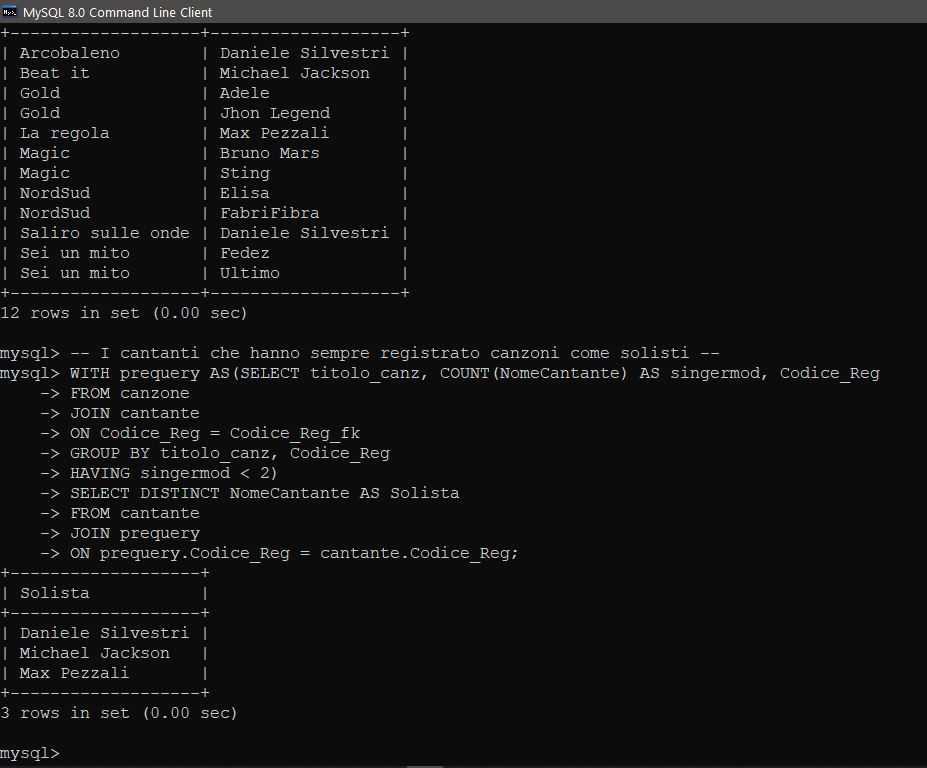 MySQL 8.0 Command Line Client
+-------------------+-------------------+
| Arcobaleno        | Daniele Silvestri |
| Beat it           | Michael Jackson   |
| Gold              | Adele             |
| Gold              | Jhon Legend       |
| La regola         | Max Pezzali       |
| Magic             | Bruno Mars        |
| Magic             | Sting             |
| NordSud           | Elisa             |
| NordSud           | FabriFibra        |
| Saliro sulle onde | Daniele Silvestri |
| Sei un mito       | Fedez             |
| Sei un mito       | Ultimo            |
+-------------------+-------------------+
12 rows in set (0.00 sec)
mysql> -- I cantanti che hanno sempre registrato canzoni come solisti --
mysql> WITH prequery AS(SELECT titolo_canz, COUNT(NomeCantante) AS singermod, Codice_Reg
    -> FROM canzone
    -> JOIN cantante
    -> ON Codice_Reg = Codice_Reg_fk
    -> GROUP BY titolo_canz, Codice_Reg
    -> HAVING singermod < 2)
    -> SELECT DISTINCT NomeCantante AS Solista
    -> FROM cantante
    -> JOIN prequery
    -> ON prequery.Codice_Reg = cantante.Codice_Reg;
+-------------------+
| Solista           |
+-------------------+
| Daniele Silvestri |
| Michael Jackson   |
| Max Pezzali       |
+-------------------+
3 rows in set (0.00 sec)
mysql>